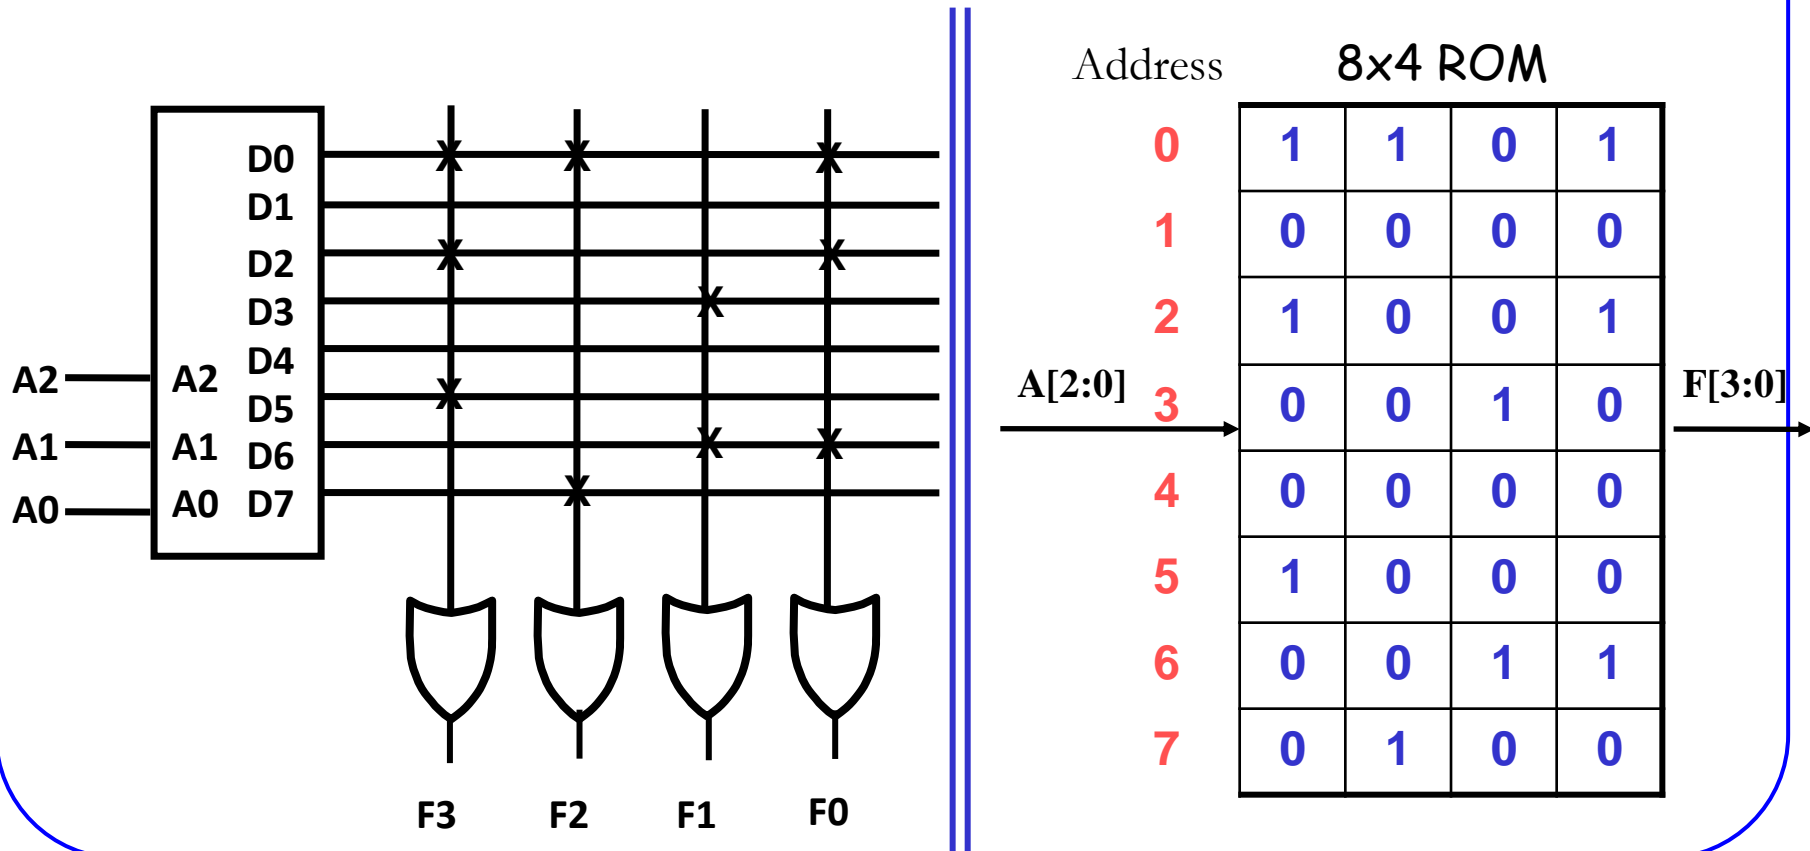 D0
D1
D2
D3
D4
D5
D6
D7
A2 A2
A1 A1
A0 A0
X X X
X X
X
X
X X
X
F3 F2 F1 F0
Address 8x4 ROM
0 1 1 0 1
1 0 0 0 0
2 1 0 0 1
A[2:0] 3 0 0 1 0 F[3:0]
4 0 0 0 0
5 1 0 0 0
6 0 0 1 1
7 0 1 0 0